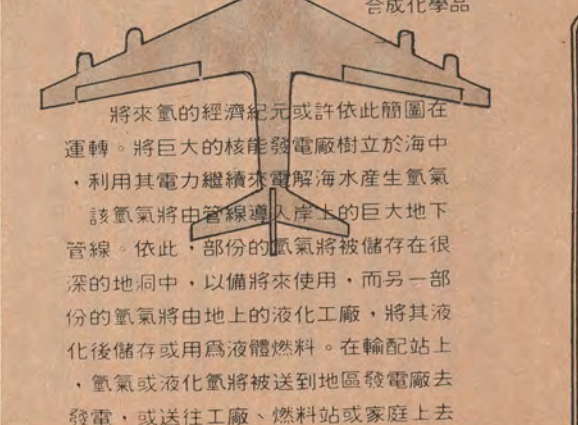 合成化學品
將來氫的經濟紀元或許依此簡圖在
運轉。將巨大的核能發電廠樹立於海中
，利用其電力繼續來電解海水產生氫氣
該氫氣將由管線導入岸上的巨大地下
管線。依此，部份的氫氣將被儲存在很
深的地洞中，以備將來使用，而另一部
份的氫氣將由地上的液化工廠，將其液
化後儲存或用爲液體燃料。在輸配站上
，氫氣或液化氫將被送到地區發電廠去
發電，或送往工廠、燃料站或家庭上去